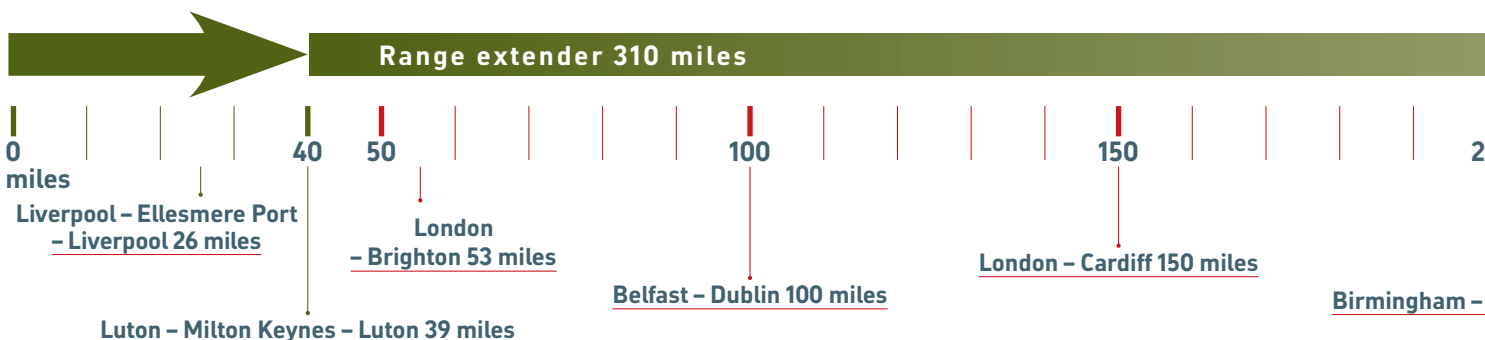 Range extender 310 miles
0 40 50 100 150 2
miles
Liverpool – Ellesmere Port
– Liverpool 26 miles
London
– Brighton 53 miles
London – Cardiff 150 miles
Belfast – Dublin 100 miles
Birmingham –
Luton – Milton Keynes – Luton 39 miles